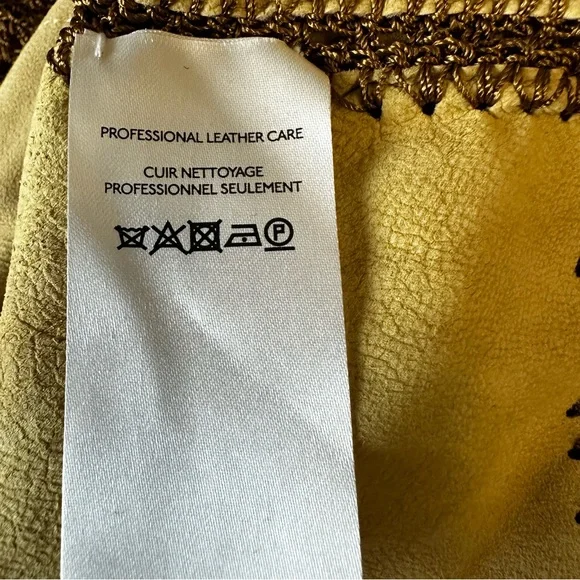 PROFESSIONAL LEATHER CARE
CUIR NETTOYAGE
PROFESSIONNEL SEULEMENT
P